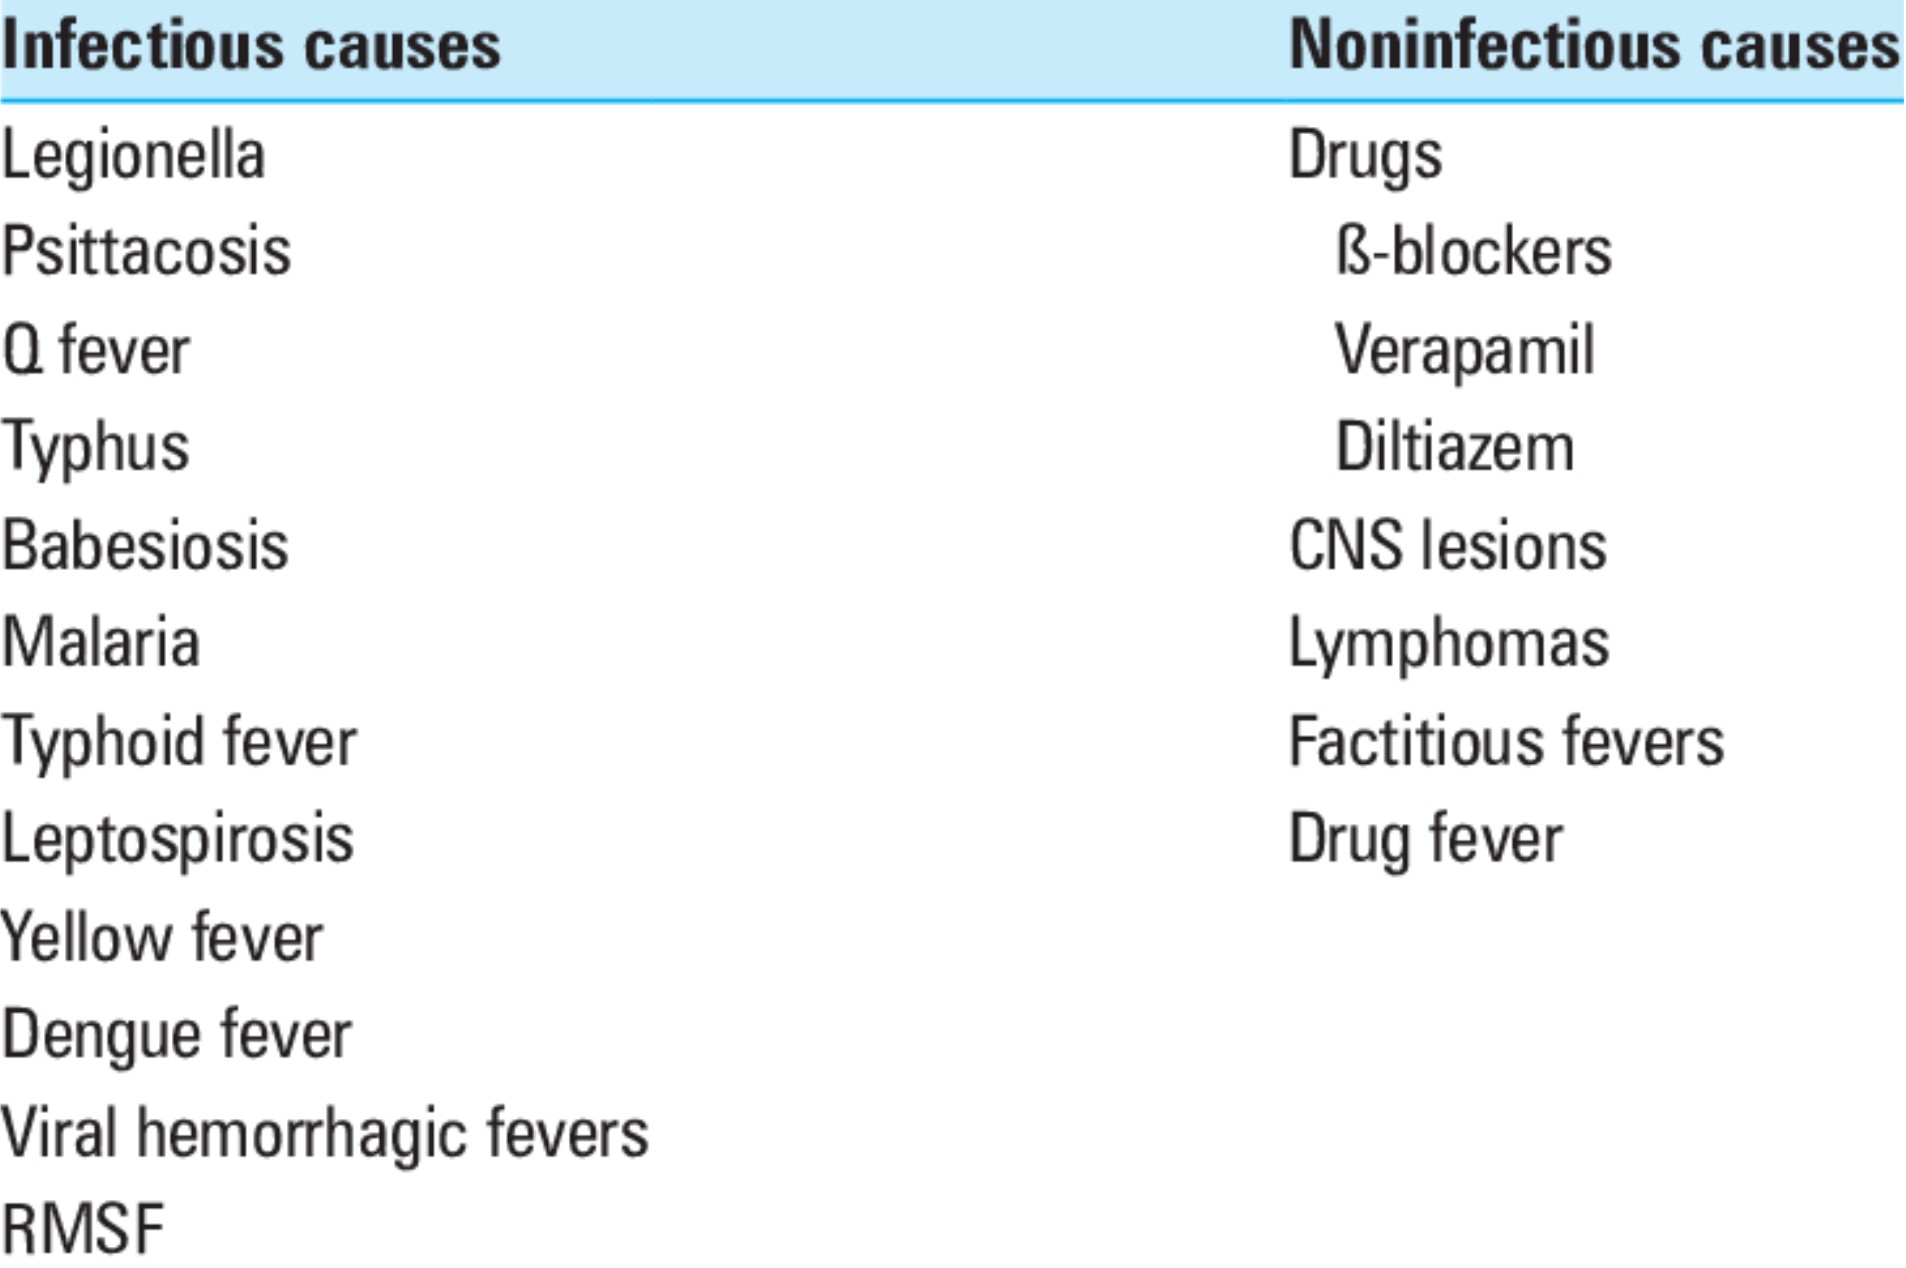 Infectious causes Noninfectious causes
Legionella Drugs
Psittacosis ß-blockers
Q fever Verapamil
Typhus Diltiazem
Babesiosis CNS lesions
Malaria Lymphomas
Typhoid fever Factitious fevers
Leptospirosis Drug fever
Yellow fever
Dengue fever
Viral hemorrhagic fevers
RMSF